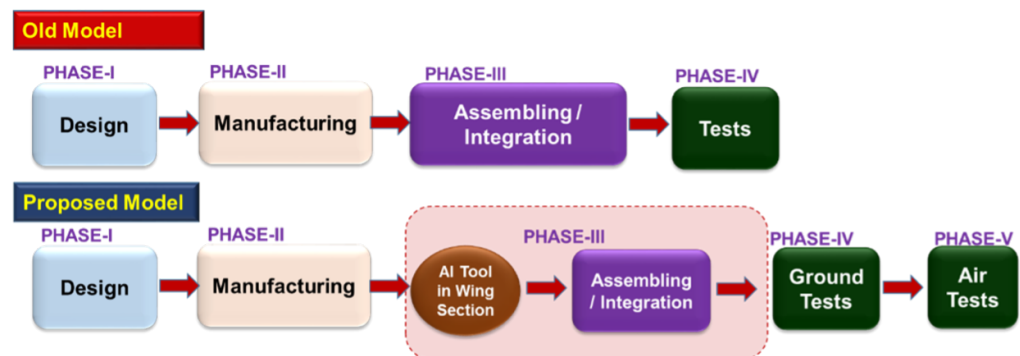 Old Model
PHASE-I
PHASE-II
PHASE-III
PHASE-IV
Design
Manufacturing
Assembling /
Integration
Tests
Proposed Model
PHASE-I
PHASE-II
PHASE-III
PHASE-IV
PHASE-V
Design
Manufacturing
AI Tool
in Wing
Section
Assembling
/ Integration
Ground
Tests
Air
Tests